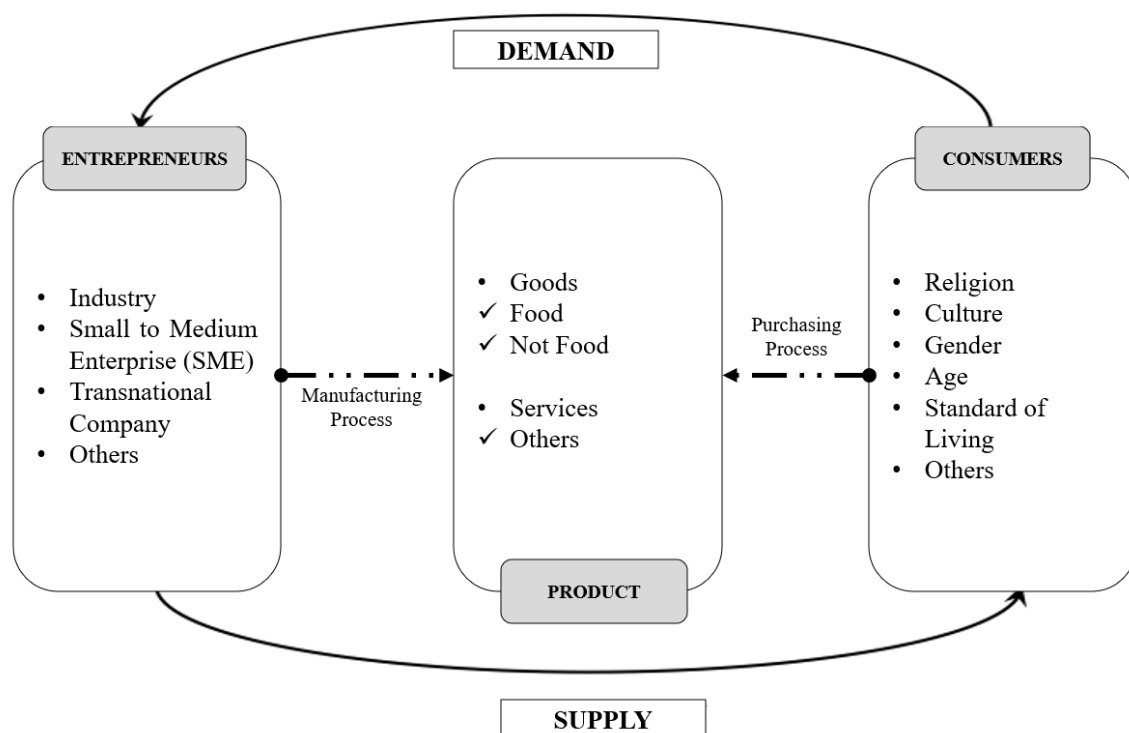 DEMAND
ENTREPRENEURS
• Industry
• Small to Medium
Enterprise (SME)
• Transnational
Company
• Others
Manufacturing
Process
• Goods
✓ Food
✓ Not Food
• Services
✓ Others
PRODUCT
Purchasing
Process
CONSUMERS
• Religion
• Culture
• Gender
• Age
• Standard of
Living
• Others
SUPPLY